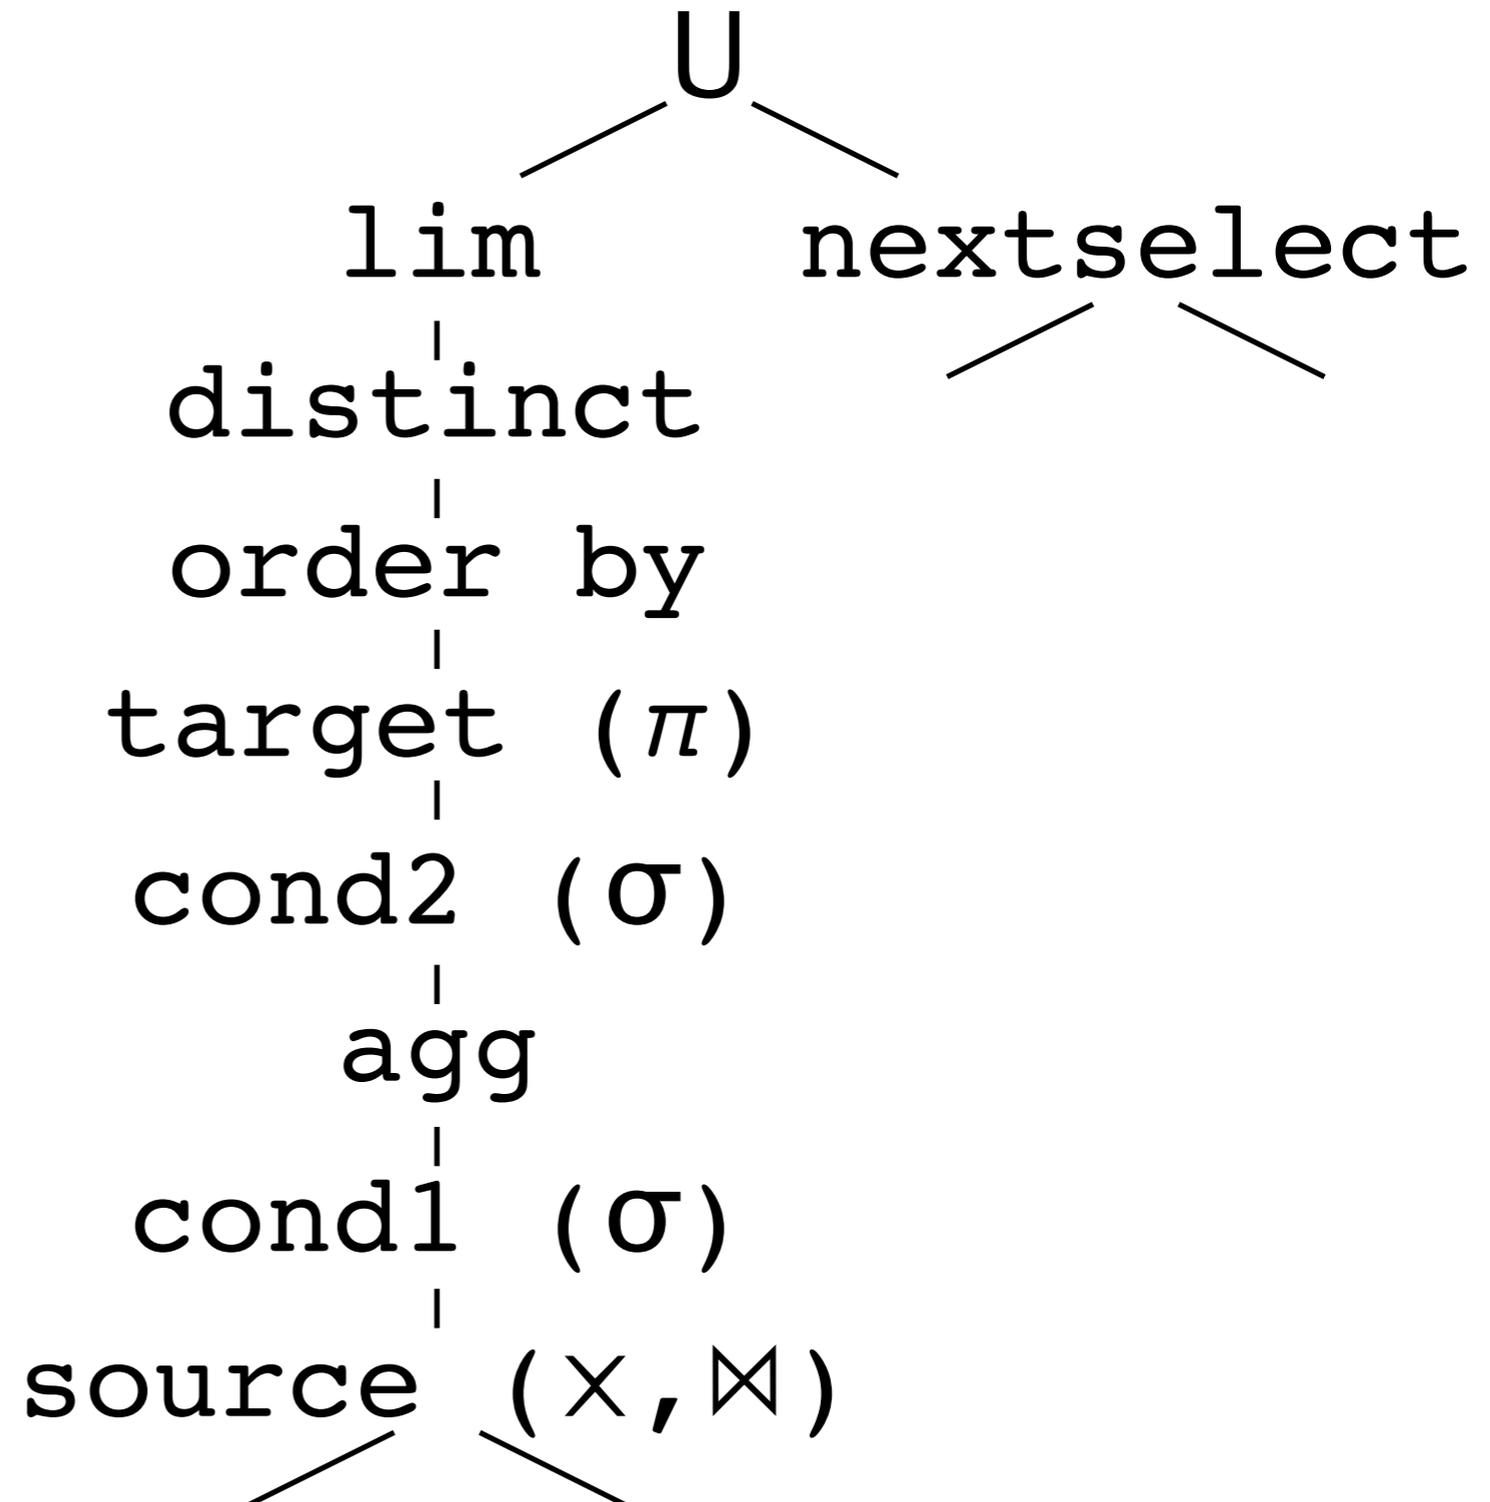 U
lim nextselect
distinct
order by
target (π)
cond2 (σ)
agg
cond1 (σ)
source (×,⋈)